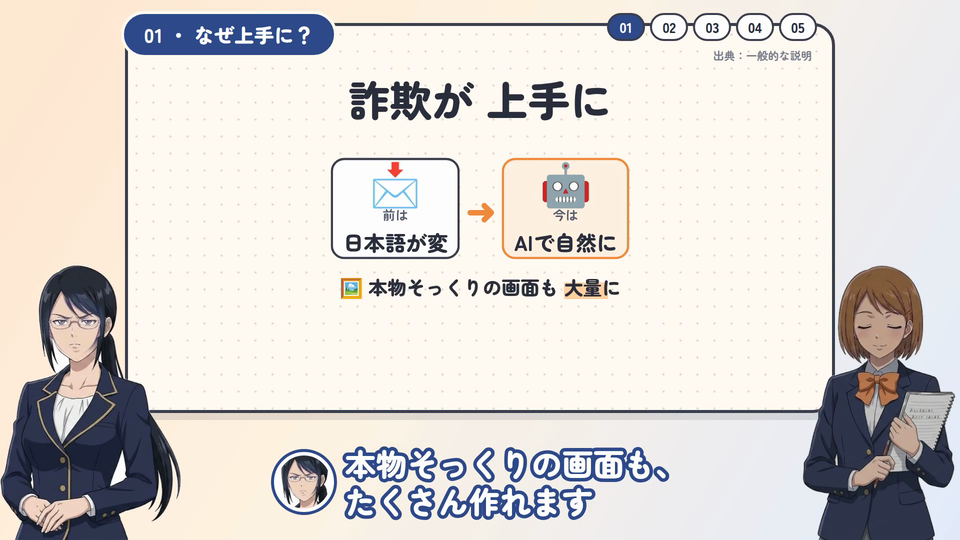 01 ・ なぜ上手に？
01 02 03 04 05
出典：一般的な説明
詐欺が 上手に
前は
日本語が変
今は
AIで自然に
本物そっくりの画面も 大量に
本物そっくりの画面も、
たくさん作れます